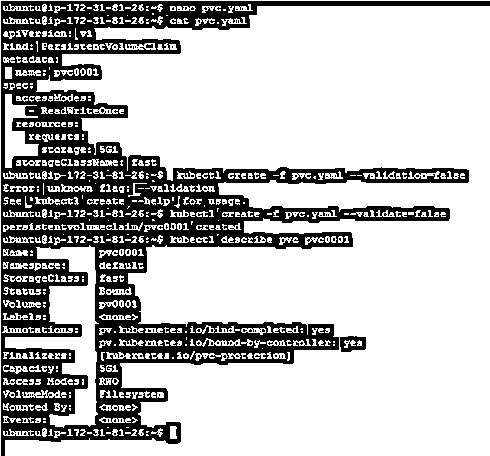 ubuntu@ip-172-31-81-26:~$ nano pvc.yaml
ubuntu@ip-172-31-81-26:~$ cat pvc.yaml
apiVersion: v1
kind: PersistentVolumeClaim
metadata:
  name: pvc0001
spec:
  accessModes:
    - ReadWriteOnce
  resources:
    requests:
      storage: 5Gi
  storageClassName: fast
ubuntu@ip-172-31-81-26:~$  kubectl create -f pvc.yaml --validation=false
Error: unknown flag: --validation
See 'kubectl create --help' for usage.
ubuntu@ip-172-31-81-26:~$ kubectl create -f pvc.yaml --validate=false
persistentvolumeclaim/pvc0001 created
ubuntu@ip-172-31-81-26:~$ kubectl describe pvc pvc0001
Name:          pvc0001
Namespace:     default
StorageClass:  fast
Status:        Bound
Volume:        pv0001
Labels:        <none>
Annotations:   pv.kubernetes.io/bind-completed: yes
               pv.kubernetes.io/bound-by-controller: yes
Finalizers:    [kubernetes.io/pvc-protection]
Capacity:      5Gi
Access Modes:  RWO
VolumeMode:    Filesystem
Mounted By:    <none>
Events:        <none>
ubuntu@ip-172-31-81-26:~$